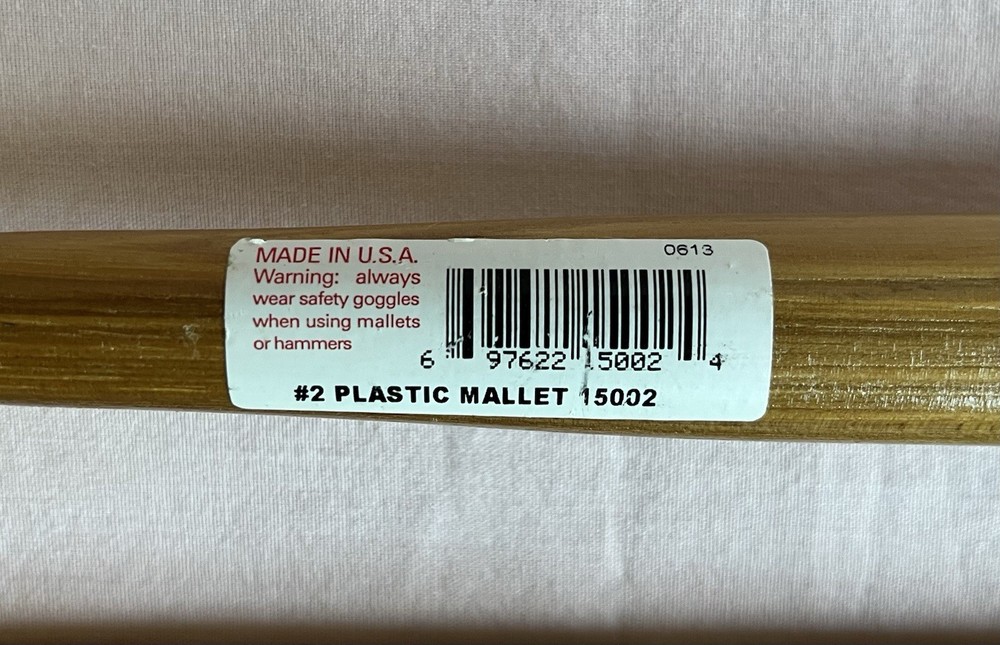 MADE IN U.S.A.
Warning: always
wear safety goggles
when using mallets
or hammers
0613
6 97622 15002 4
#2 PLASTIC MALLET 15002